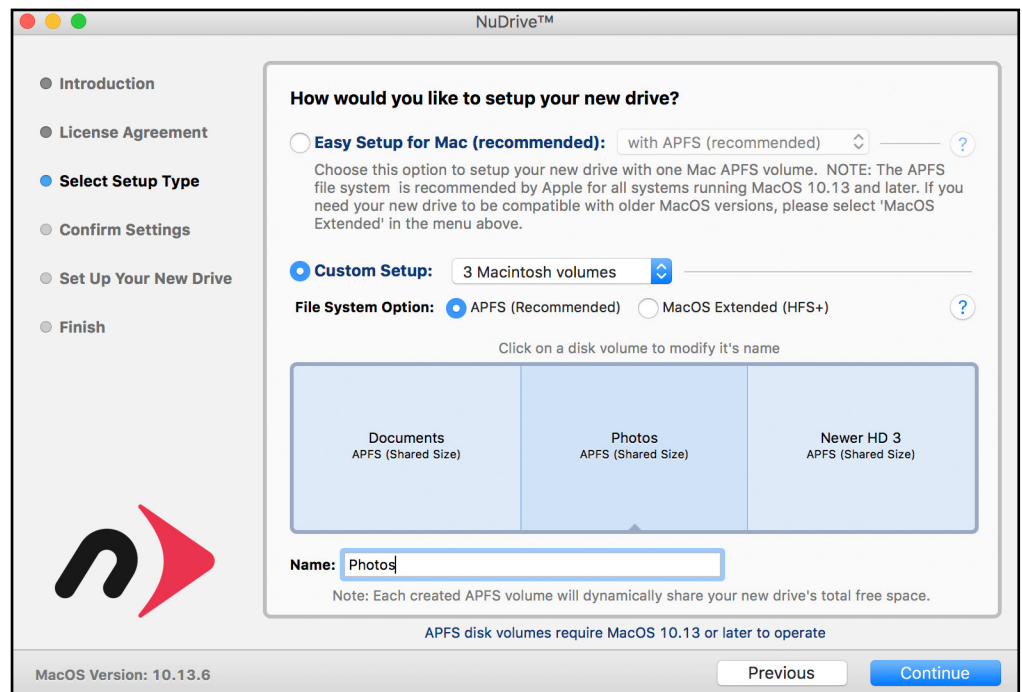 NuDrive™
Introduction
License Agreement
Select Setup Type
Confirm Settings
Set Up Your New Drive
Finish
How would you like to setup your new drive?
Easy Setup for Mac (recommended): with APFS (recommended) ?
Choose this option to setup your new drive with one Mac APFS volume. NOTE: The APFS
file system is recommended by Apple for all systems running MacOS 10.13 and later. If you
need your new drive to be compatible with older MacOS versions, please select 'MacOS
Extended' in the menu above.
Custom Setup: 3 Macintosh volumes
File System Option: APFS (Recommended) MacOS Extended (HFS+) ?
Click on a disk volume to modify it's name
Documents
APFS (Shared Size)
Photos
APFS (Shared Size)
Newer HD 3
APFS (Shared Size)
Name: Photos
Note: Each created APFS volume will dynamically share your new drive's total free space.
APFS disk volumes require MacOS 10.13 or later to operate
MacOS Version: 10.13.6
Previous
Continue